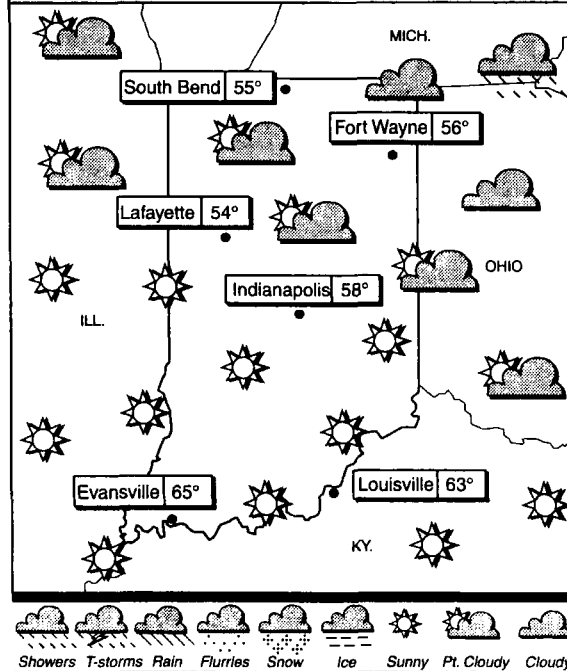 MICH.
South Bend 55°
Fort Wayne 56°
Lafayette 54°
OHIO
Indianapolis 58°
ILL.
Evansville 65°
Louisville 63°
KY.
Showers T-storms Rain Flurries Snow Ice Sunny Pt. Cloudy Cloudy